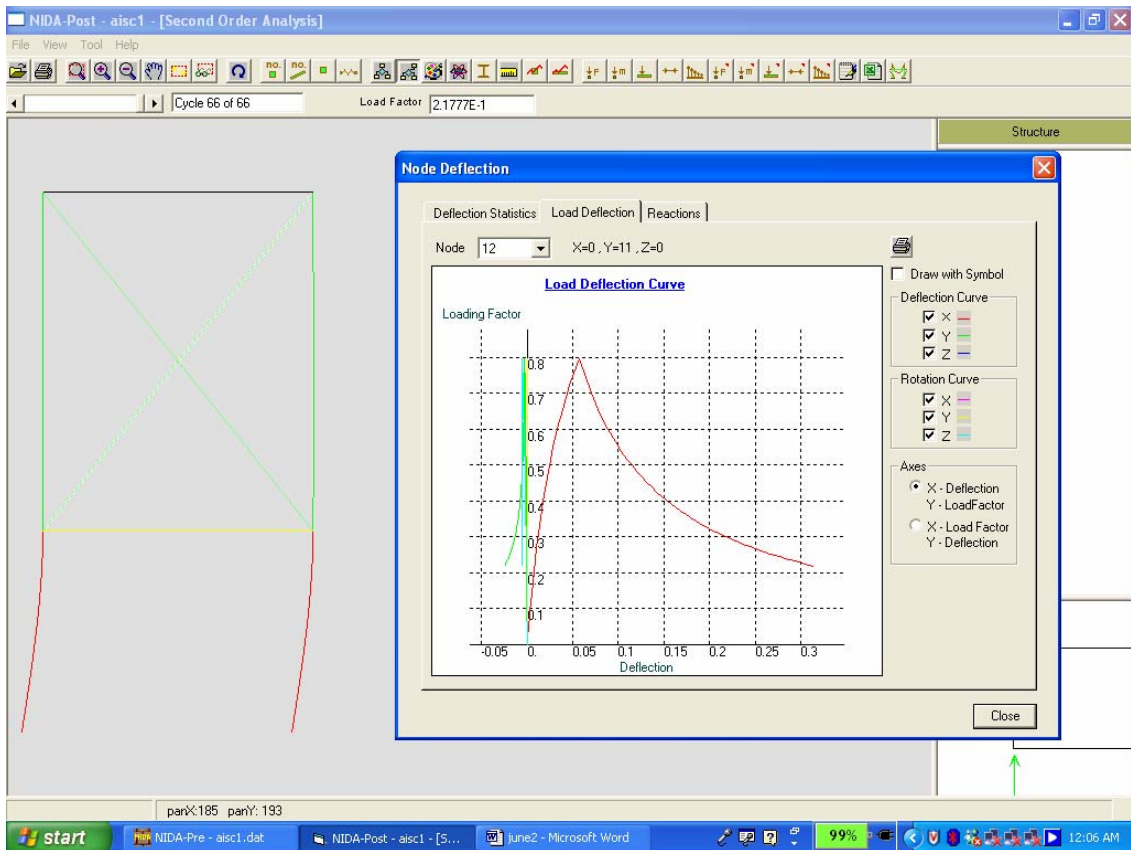 NIDA-Post - aisc1 - [Second Order Analysis]
File View Tool Help
no. no.
F m F m
Cycle 66 of 66 Load Factor 2.1777E-1
Structure
Node Deflection
Deflection Statistics Load Deflection Reactions
Node 12 X=0 , Y=11 , Z=0
Draw with Symbol
Load Deflection Curve
Loading Factor
0.8
0.7
0.6
0.5
0.4
0.3
0.2
0.1
-0.05 0. 0.05 0.1 0.15 0.2 0.25 0.3
Deflection
Deflection Curve
X
Y
Z
Rotation Curve
X
Y
Z
Axes
X - Deflection
Y - LoadFactor
X - Load Factor
Y - Deflection
Close
panX:185 panY: 193
start NIDA-Pre - aisc1.dat NIDA-Post - aisc1 - [S... june2 - Microsoft Word 99% 12:06 AM